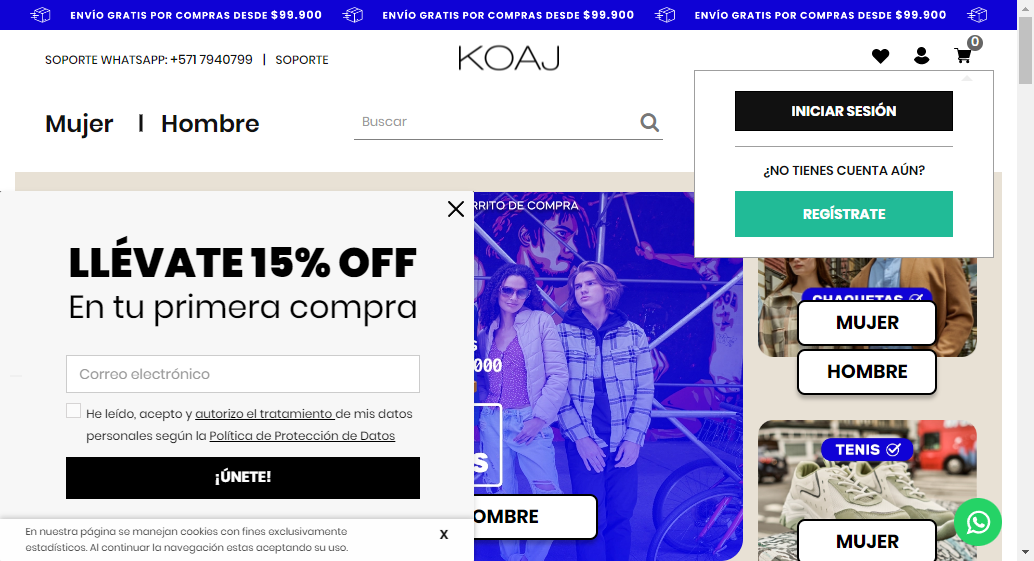 ENVÍO GRATIS POR COMPRAS DESDE $99.900
ENVÍO GRATIS POR COMPRAS DESDE $99.900
ENVÍO GRATIS POR COMPRAS DESDE $99.900
SOPORTE WHATSAPP: +571 7940799 | SOPORTE
KOAJ
0
Mujer | Hombre
Buscar
INICIAR SESIÓN
¿NO TIENES CUENTA AÚN?
REGÍSTRATE
DE COMPRA
LLÉVATE 15% OFF
En tu primera compra
Correo electrónico
He leído, acepto y autorizo el tratamiento de mis datos
personales según la Política de Protección de Datos
¡ÚNETE!
CHAQUETAS
MUJER
HOMBRE
TENIS
MUJER
En nuestra página se manejan cookies con fines exclusivamente
estadísticos. Al continuar la navegación estas aceptando su uso.
X